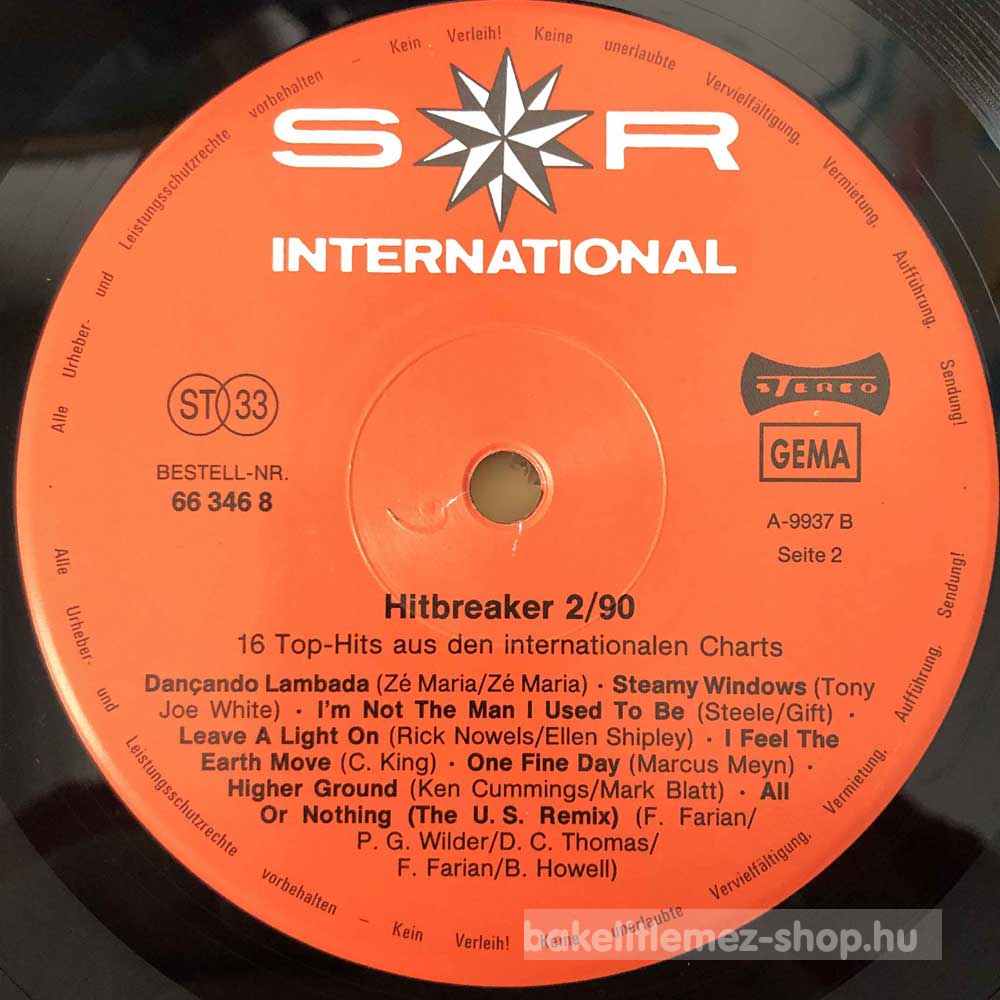 Alle Urheber- und Leistungsschutzrechte vorbehalten - Kein Verleih! Keine unerlaubte Vervielfältigung, Vermietung, Aufführung, Sendung!
S R
INTERNATIONAL
ST 33
STEREO
BESTELL-NR.
66 346 8
GEMA
A-9937 B
Seite 2
Hitbreaker 2/90
16 Top-Hits aus den internationalen Charts
Dançando Lambada (Zé Maria/Zé Maria) · Steamy Windows (Tony
Joe White) · I'm Not The Man I Used To Be (Steele/Gift) ·
Leave A Light On (Rick Nowels/Ellen Shipley) · I Feel The
Earth Move (C. King) · One Fine Day (Marcus Meyn) ·
Higher Ground (Ken Cummings/Mark Blatt) · All
Or Nothing (The U.S. Remix) (F. Farian/
P. G. Wilder/D. C. Thomas/
F. Farian/B. Howell)
Alle Urheber- und Leistungsschutzrechte vorbehalten - Kein Verleih! Keine unerlaubte Vervielfältigung, Vermietung, Aufführung, Sendung!
bakelitlemez-shop.hu